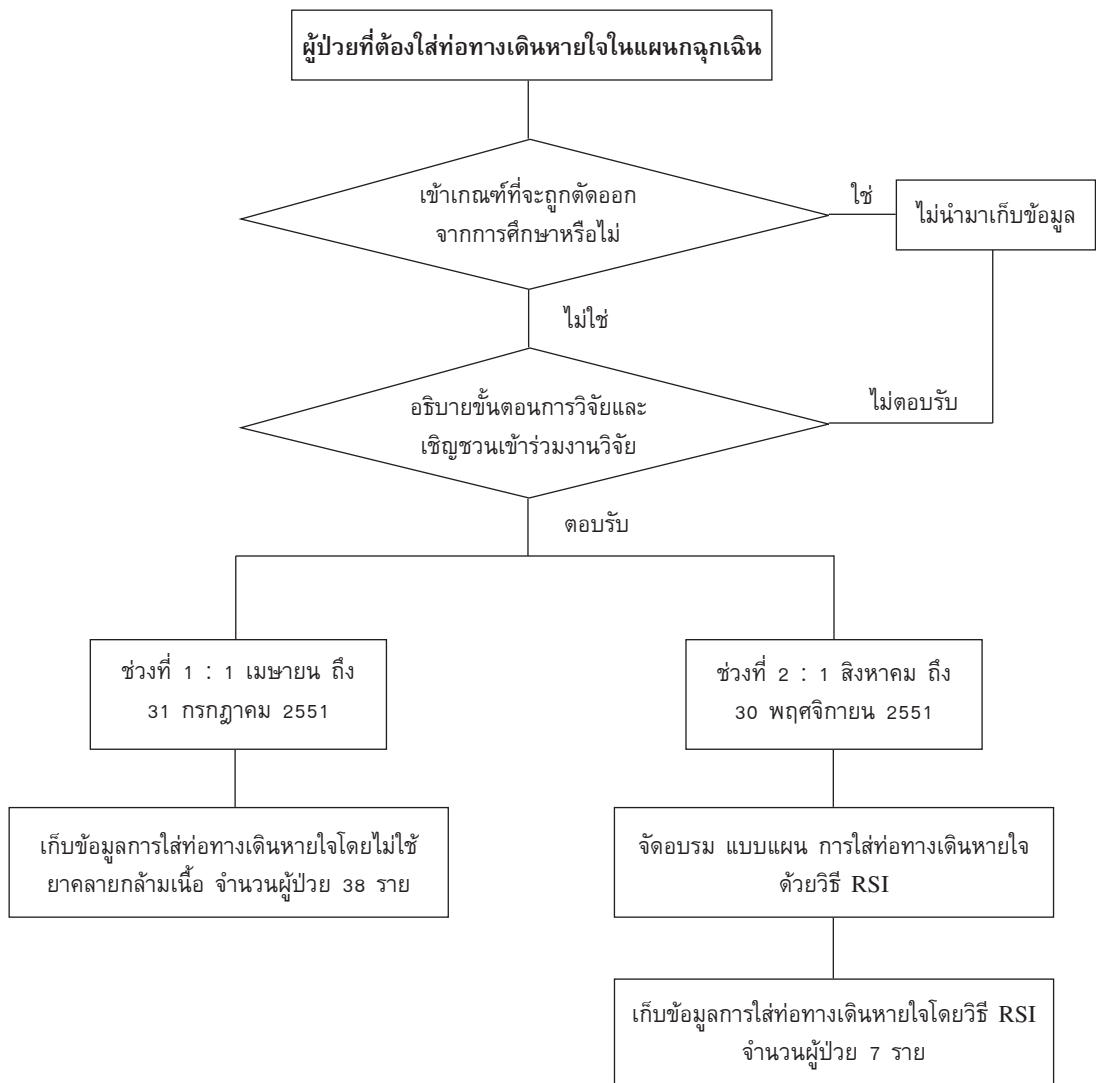 ผู้ป่วยที่ต้องใส่ท่อทางเดินหายใจในแผนกฉุกเฉิน
เข้าเกณฑ์ที่จะถูกตัดออก
จากการศึกษาหรือไม่
ใช่
ไม่นำมาเก็บข้อมูล
ไม่ใช่
อธิบายขั้นตอนการวิจัยและ
เชิญชวนเข้าร่วมงานวิจัย
ไม่ตอบรับ
ตอบรับ
ช่วงที่ 1 : 1 เมษายน ถึง
31 กรกฎาคม 2551
ช่วงที่ 2 : 1 สิงหาคม ถึง
30 พฤศจิกายน 2551
เก็บข้อมูลการใส่ท่อทางเดินหายใจโดยไม่ใช้
ยาคลายกล้ามเนื้อ จำนวนผู้ป่วย 38 ราย
จัดอบรม แบบแผน การใส่ท่อทางเดินหายใจ
ด้วยวิธี RSI
เก็บข้อมูลการใส่ท่อทางเดินหายใจโดยวิธี RSI
จำนวนผู้ป่วย 7 ราย